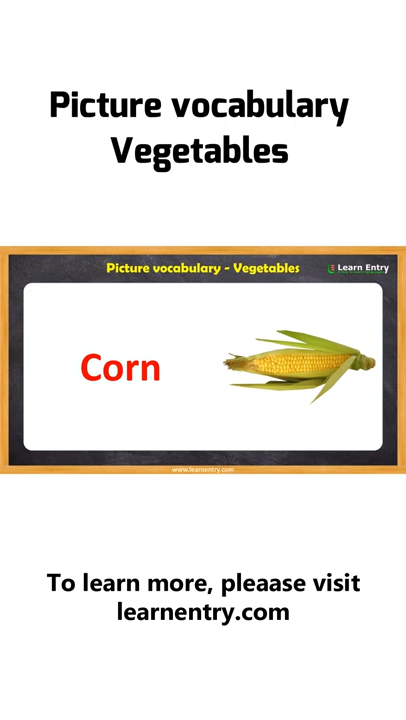 Picture vocabulary
Vegetables
Picture vocabulary - Vegetables
Learn Entry
Corn
www.learnentry.com
To learn more, pleaase visit
learnentry.com